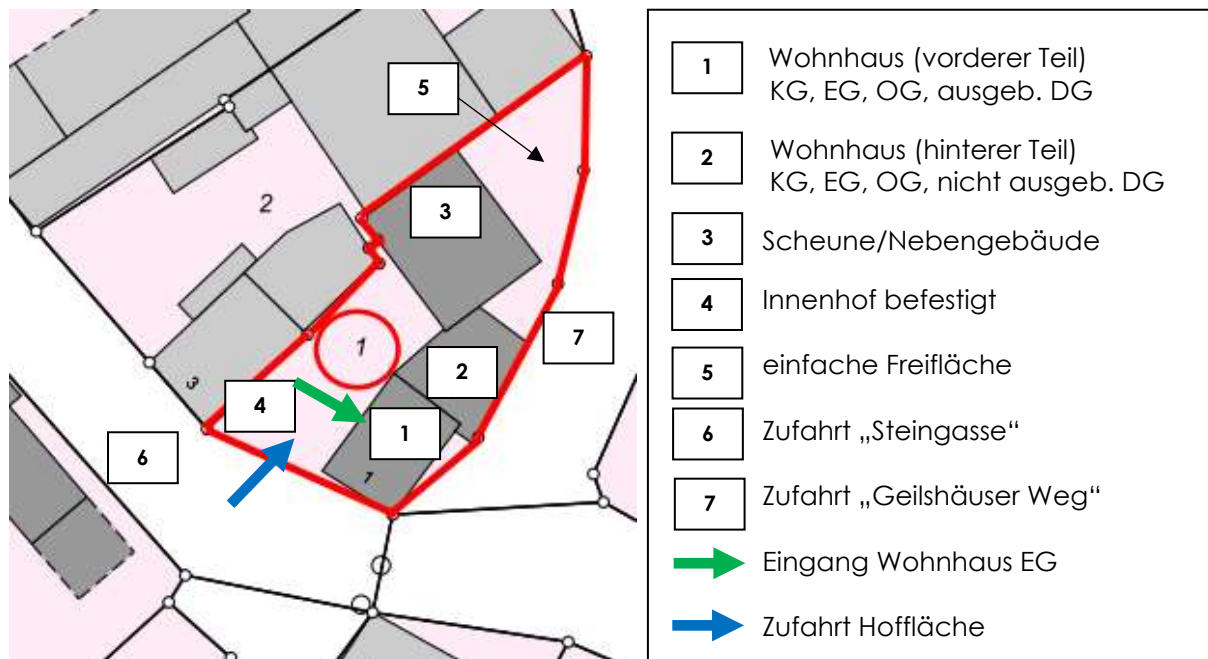 5
2
3
1
3
2
7
4
1
6
1
1
Wohnhaus (vorderer Teil)
KG, EG, OG, ausgeb. DG
2
Wohnhaus (hinterer Teil)
KG, EG, OG, nicht ausgeb. DG
3
Scheune/Nebengebäude
4
Innenhof befestigt
5
einfache Freifläche
6
Zufahrt „Steingasse“
7
Zufahrt „Geilshäuser Weg“
Eingang Wohnhaus EG
Zufahrt Hoffläche